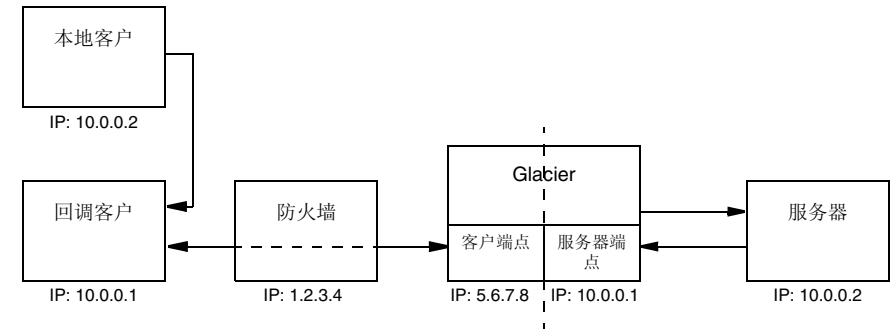 本地客户
IP: 10.0.0.2
回调客户
IP: 10.0.0.1
防火墙
IP: 1.2.3.4
Glacier
客户端点
服务器端
点
IP: 5.6.7.8
IP: 10.0.0.1
服务器
IP: 10.0.0.2